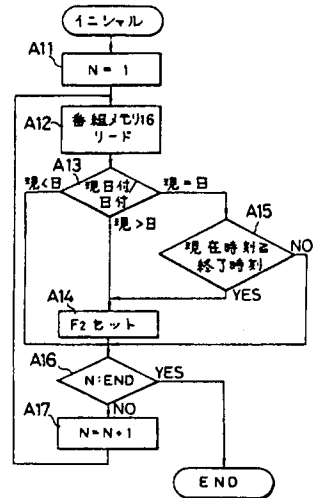 イニシャル
A11
N = 1
A12
番組メモリ16
リード
A13
現<日
現日付/
日付
現=日
現>日
A15
現在時刻≧
終了時刻
NO
YES
A14
F2セット
A16
N:END
YES
NO
A17
N=N+1
END